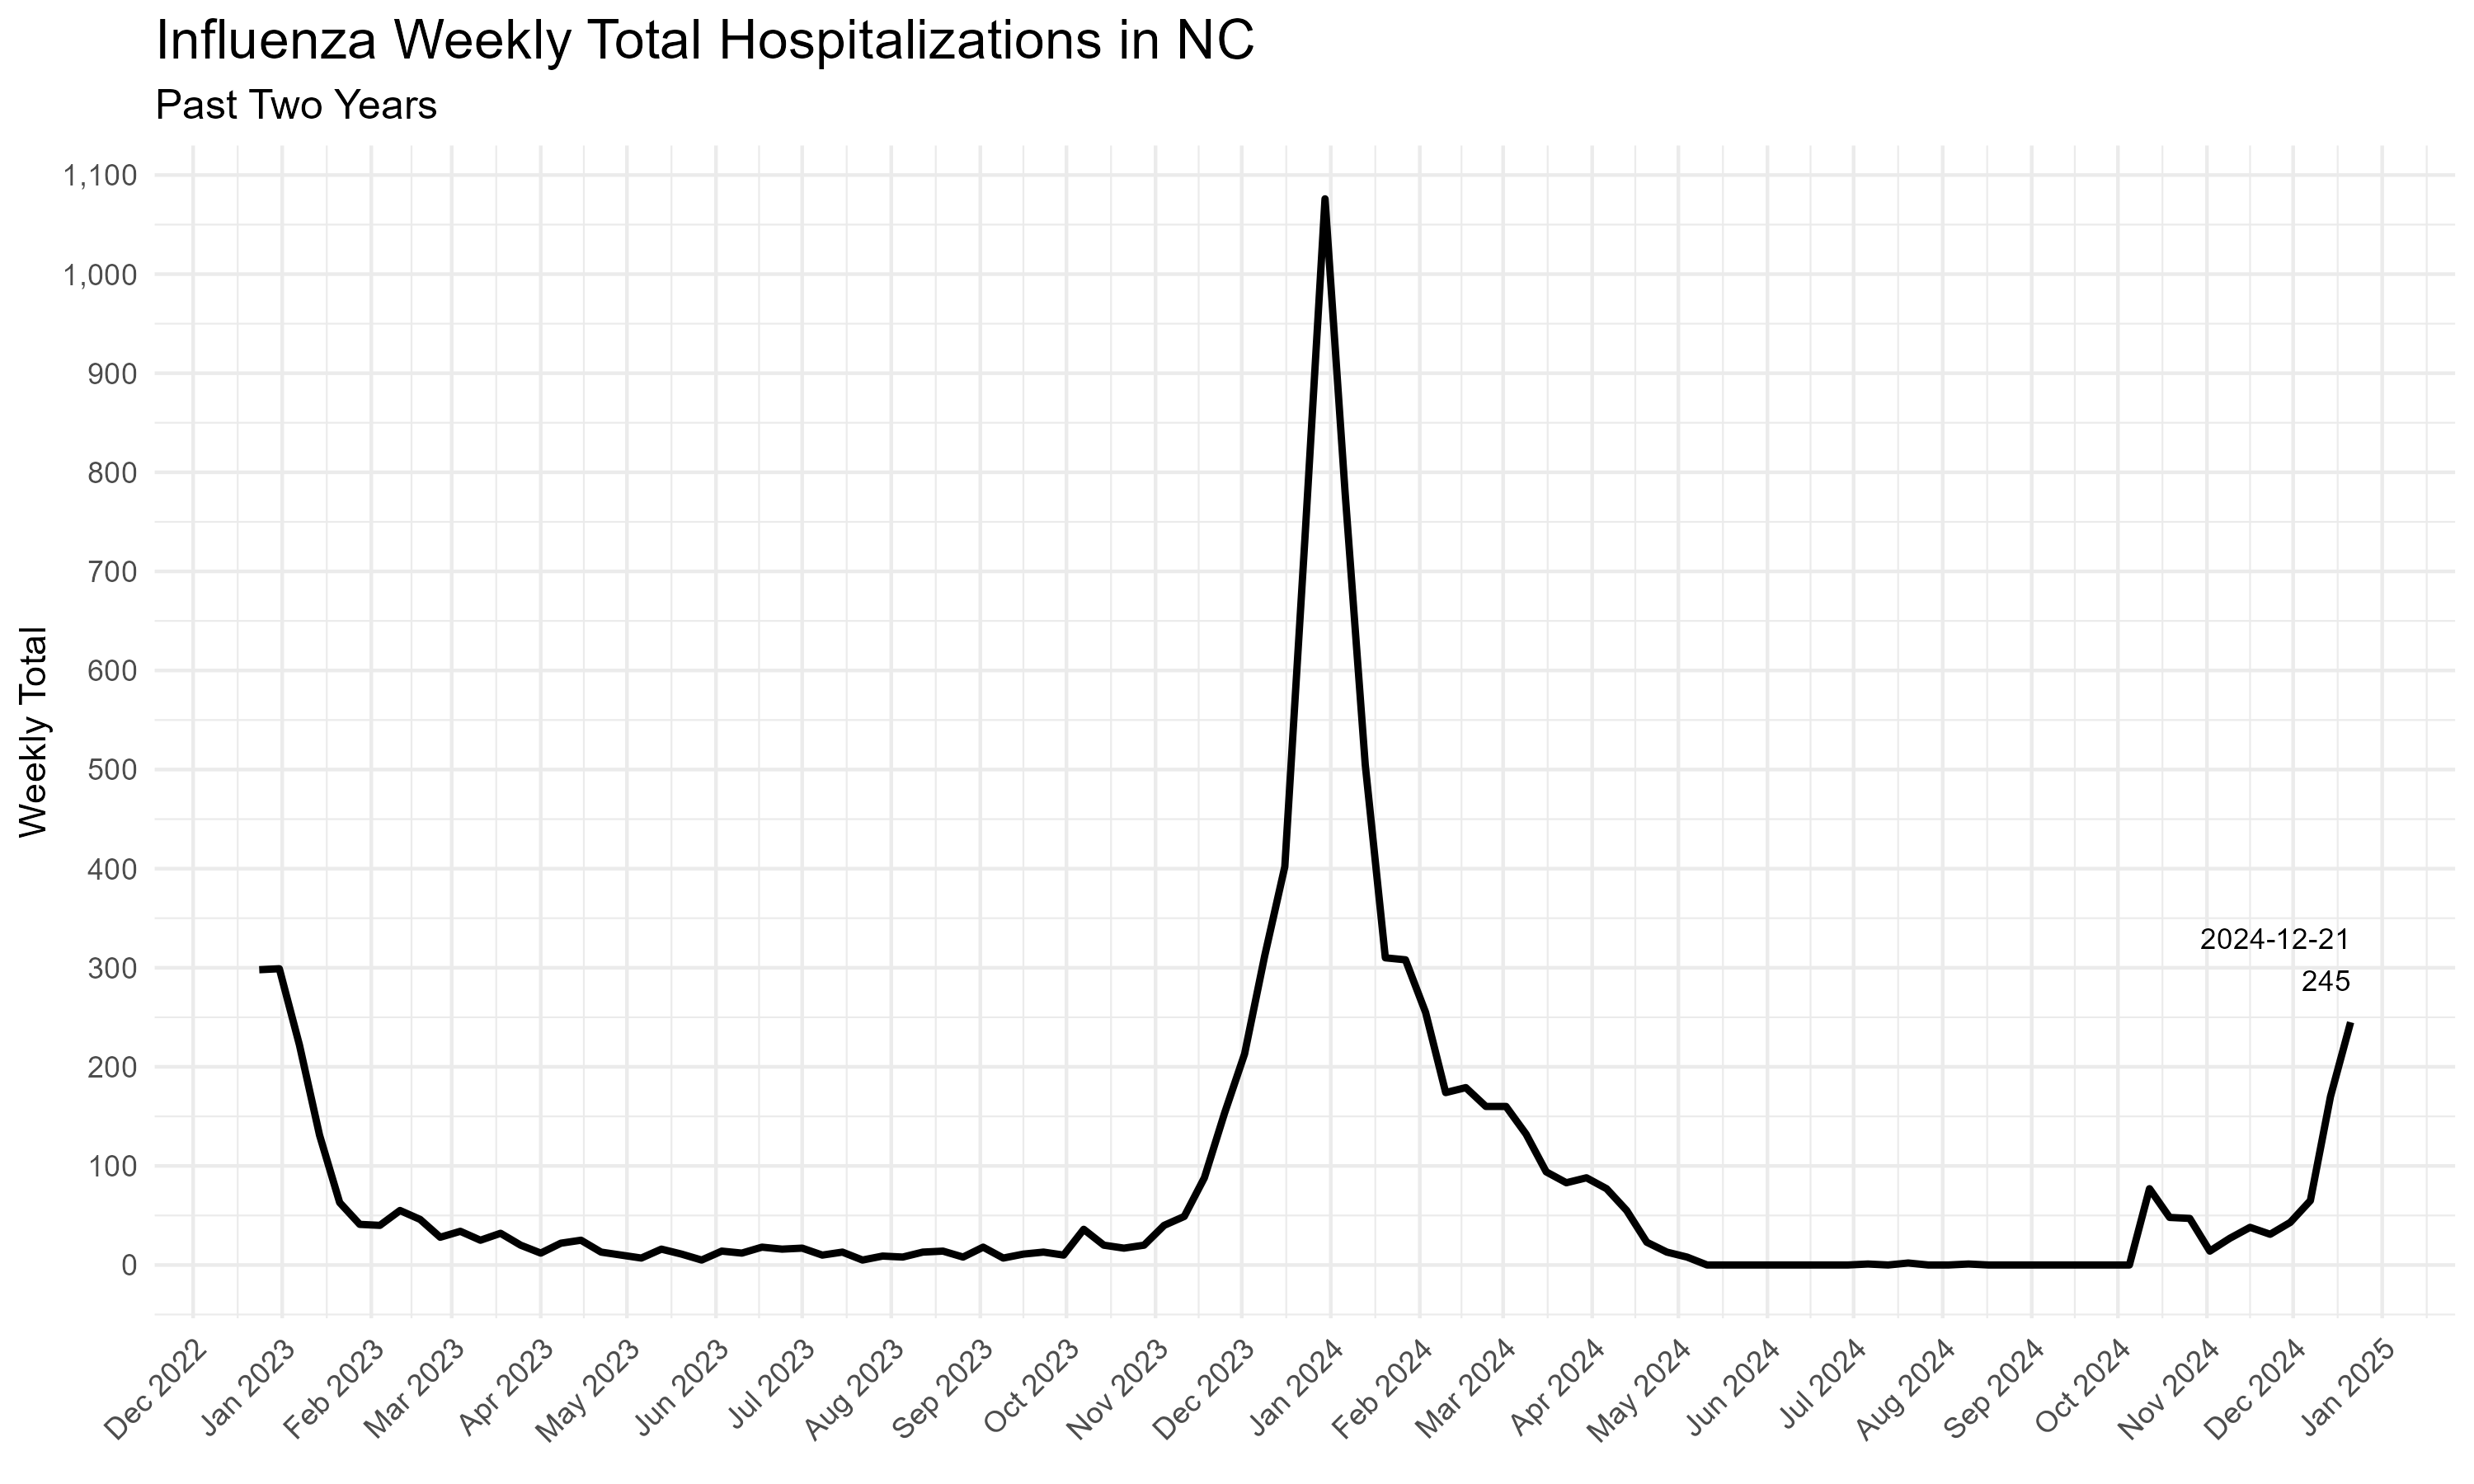 Influenza Weekly Total Hospitalizations in NC
Past Two Years
Weekly Total
1,100
1,000
900
800
700
600
500
400
300
200
100
0
2024-12-21
245
Dec 2022
Jan 2023
Feb 2023
Mar 2023
Apr 2023
May 2023
Jun 2023
Jul 2023
Aug 2023
Sep 2023
Oct 2023
Nov 2023
Dec 2023
Jan 2024
Feb 2024
Mar 2024
Apr 2024
May 2024
Jun 2024
Jul 2024
Aug 2024
Sep 2024
Oct 2024
Nov 2024
Dec 2024
Jan 2025